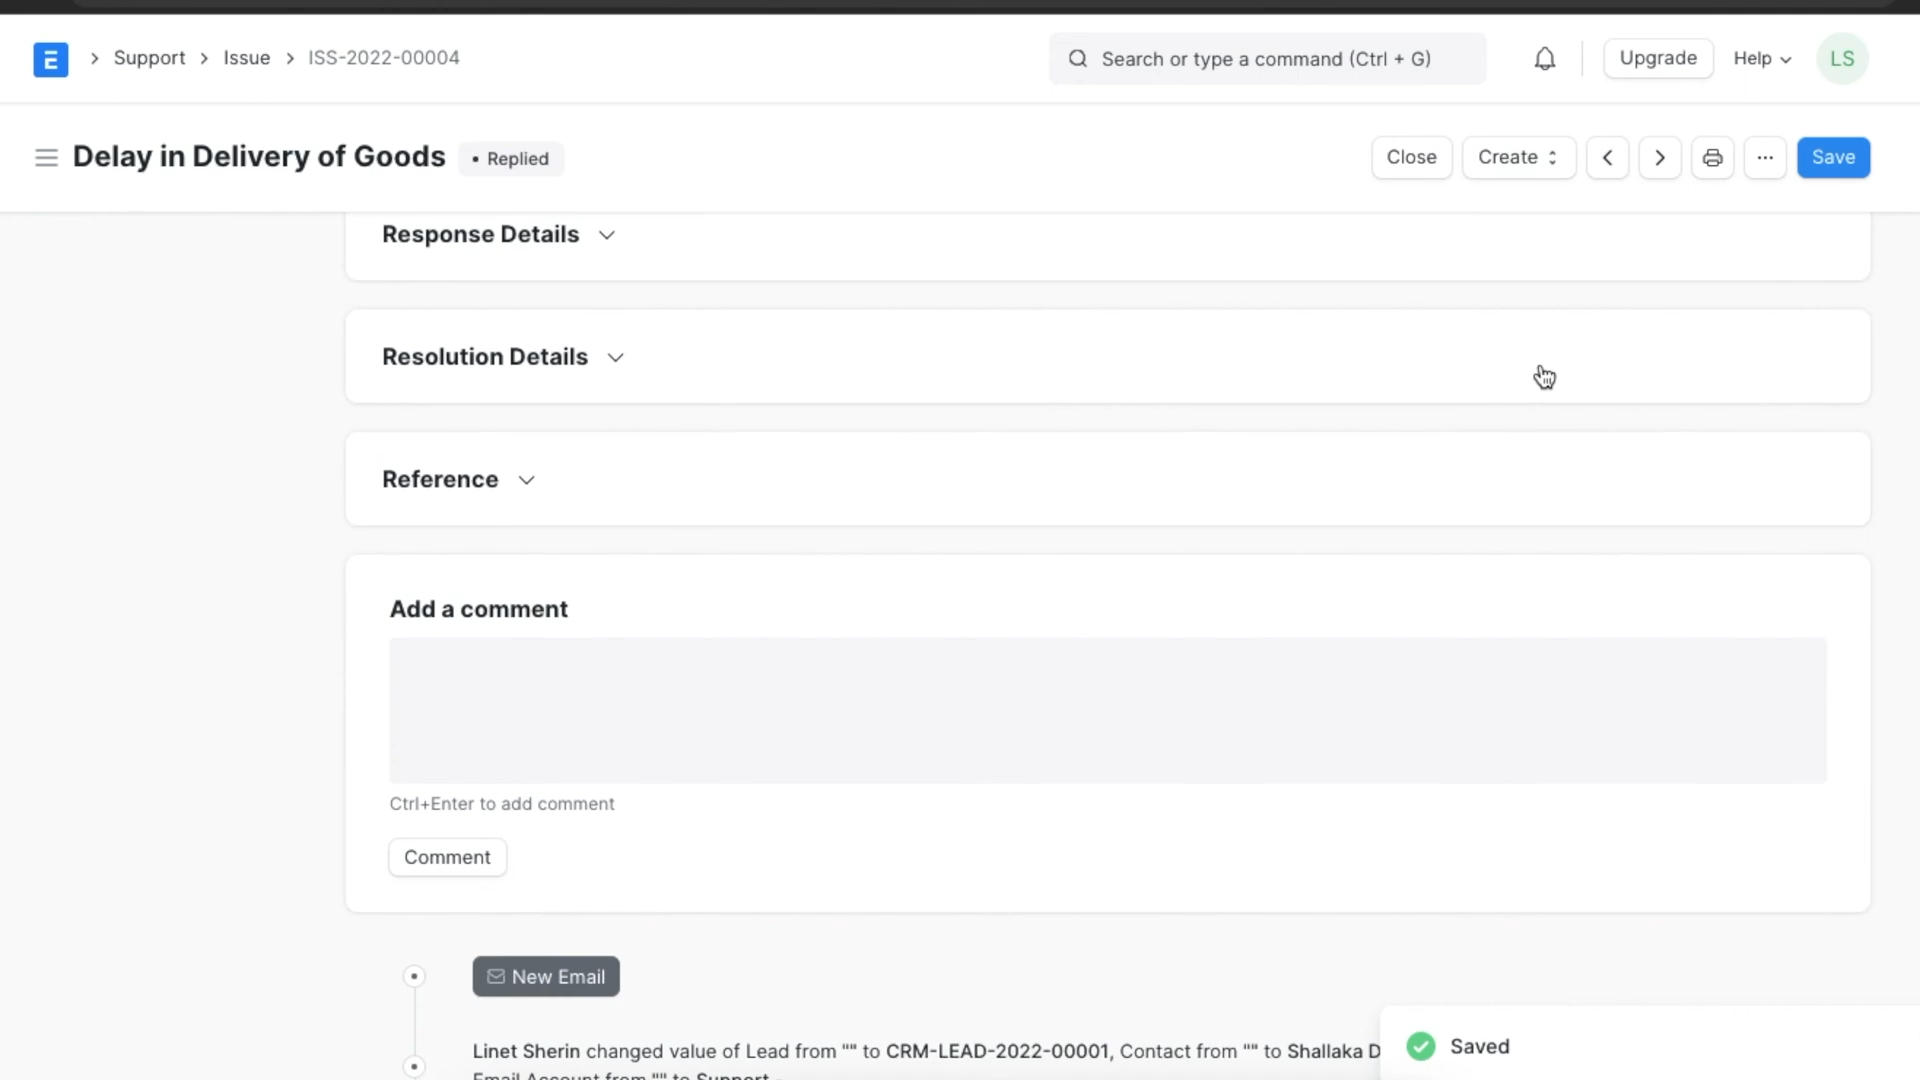 E Support Issue ISS-2022-00004 Search or type a command (Ctrl + G) Upgrade Help LS
Delay in Delivery of Goods • Replied Close Create ... Save
Response Details
Resolution Details
Reference
Add a comment
Ctrl+Enter to add comment
Comment
New Email
Linet Sherin changed value of Lead from "" to CRM-LEAD-2022-00001, Contact from "" to Shallaka D
Email Account from "" to Support -
Saved